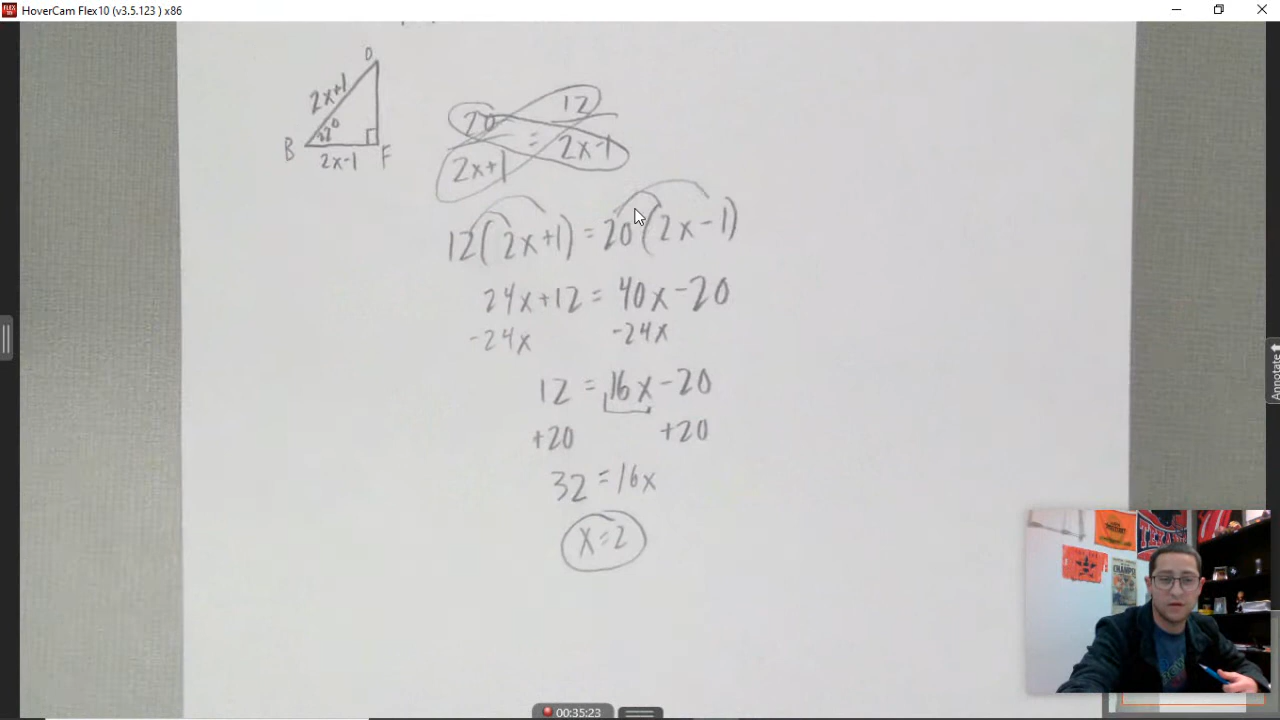 HoverCam Flex10 (v3.5.123 ) x86
D
2x+1
B
2x-1
F
20 = 12
2x+1 2x-1
12(2x+1) = 20(2x-1)
24x+12 = 40x-20
-24x -24x
12 = 16x-20
+20 +20
32 = 16x
x=2
Annotate
TEXANS
00:35:23